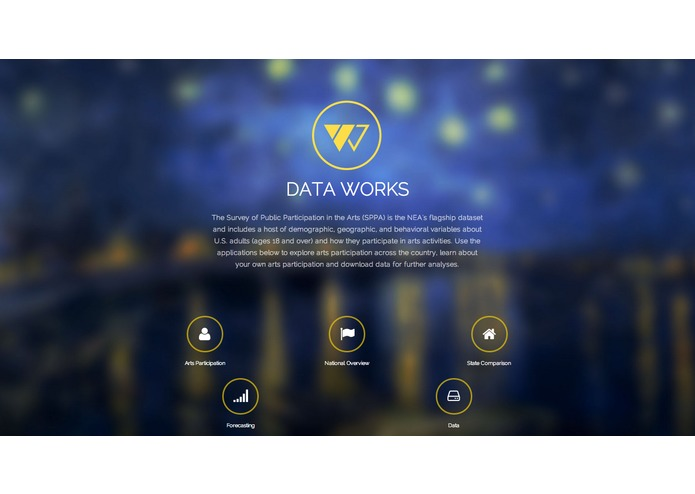 DATA WORKS
The Survey of Public Participation in the Arts (SPPA) is the NEA's flagship dataset
and includes a host of demographic, geographic, and behavioral variables about
U.S. adults (ages 18 and over) and how they participate in arts activities. Use the
applications below to explore arts participation across the country, learn about
your own arts participation and download data for further analyses.
Arts Participation
National Overview
State Comparison
Forecasting
Data